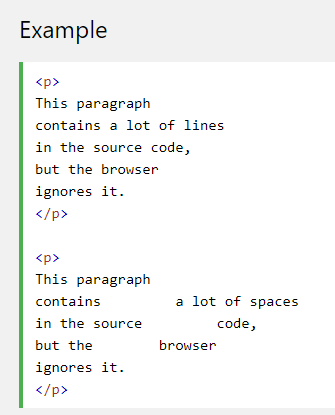 Example
<p>
This paragraph
contains a lot of lines
in the source code,
but the browser
ignores it.
</p>
<p>
This paragraph
contains         a lot of spaces
in the source         code,
but the        browser
ignores it.
</p>